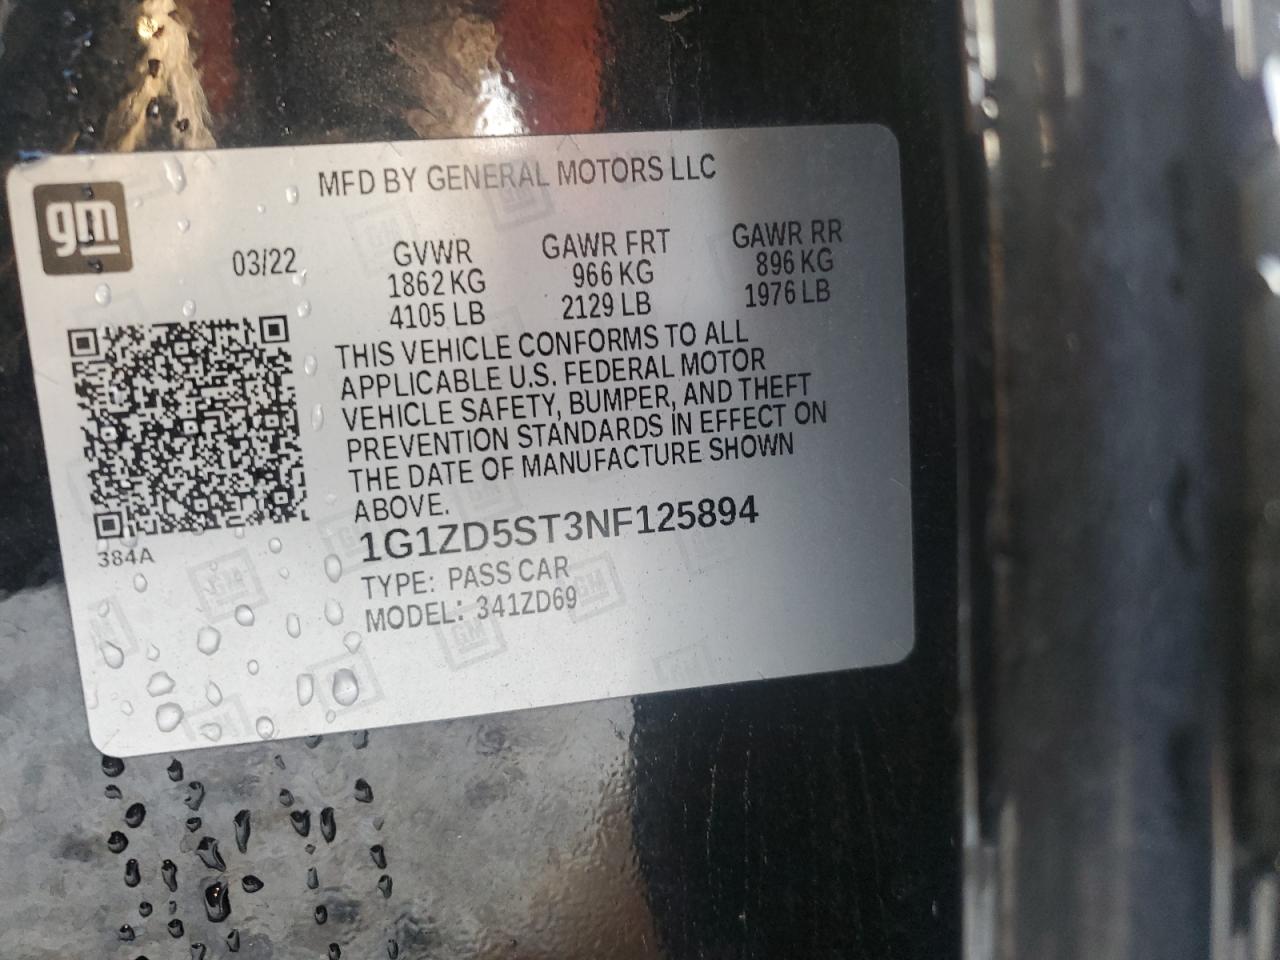 MFD BY GENERAL MOTORS LLC
gm
03/22
GVWR
1862 KG
4105 LB
GAWR FRT
966 KG
2129 LB
GAWR RR
896 KG
1976 LB
THIS VEHICLE CONFORMS TO ALL
APPLICABLE U.S. FEDERAL MOTOR
VEHICLE SAFETY, BUMPER, AND THEFT
PREVENTION STANDARDS IN EFFECT ON
THE DATE OF MANUFACTURE SHOWN
ABOVE.
1G1ZD5ST3NF125894
384A
TYPE: PASS CAR
MODEL: 341ZD69